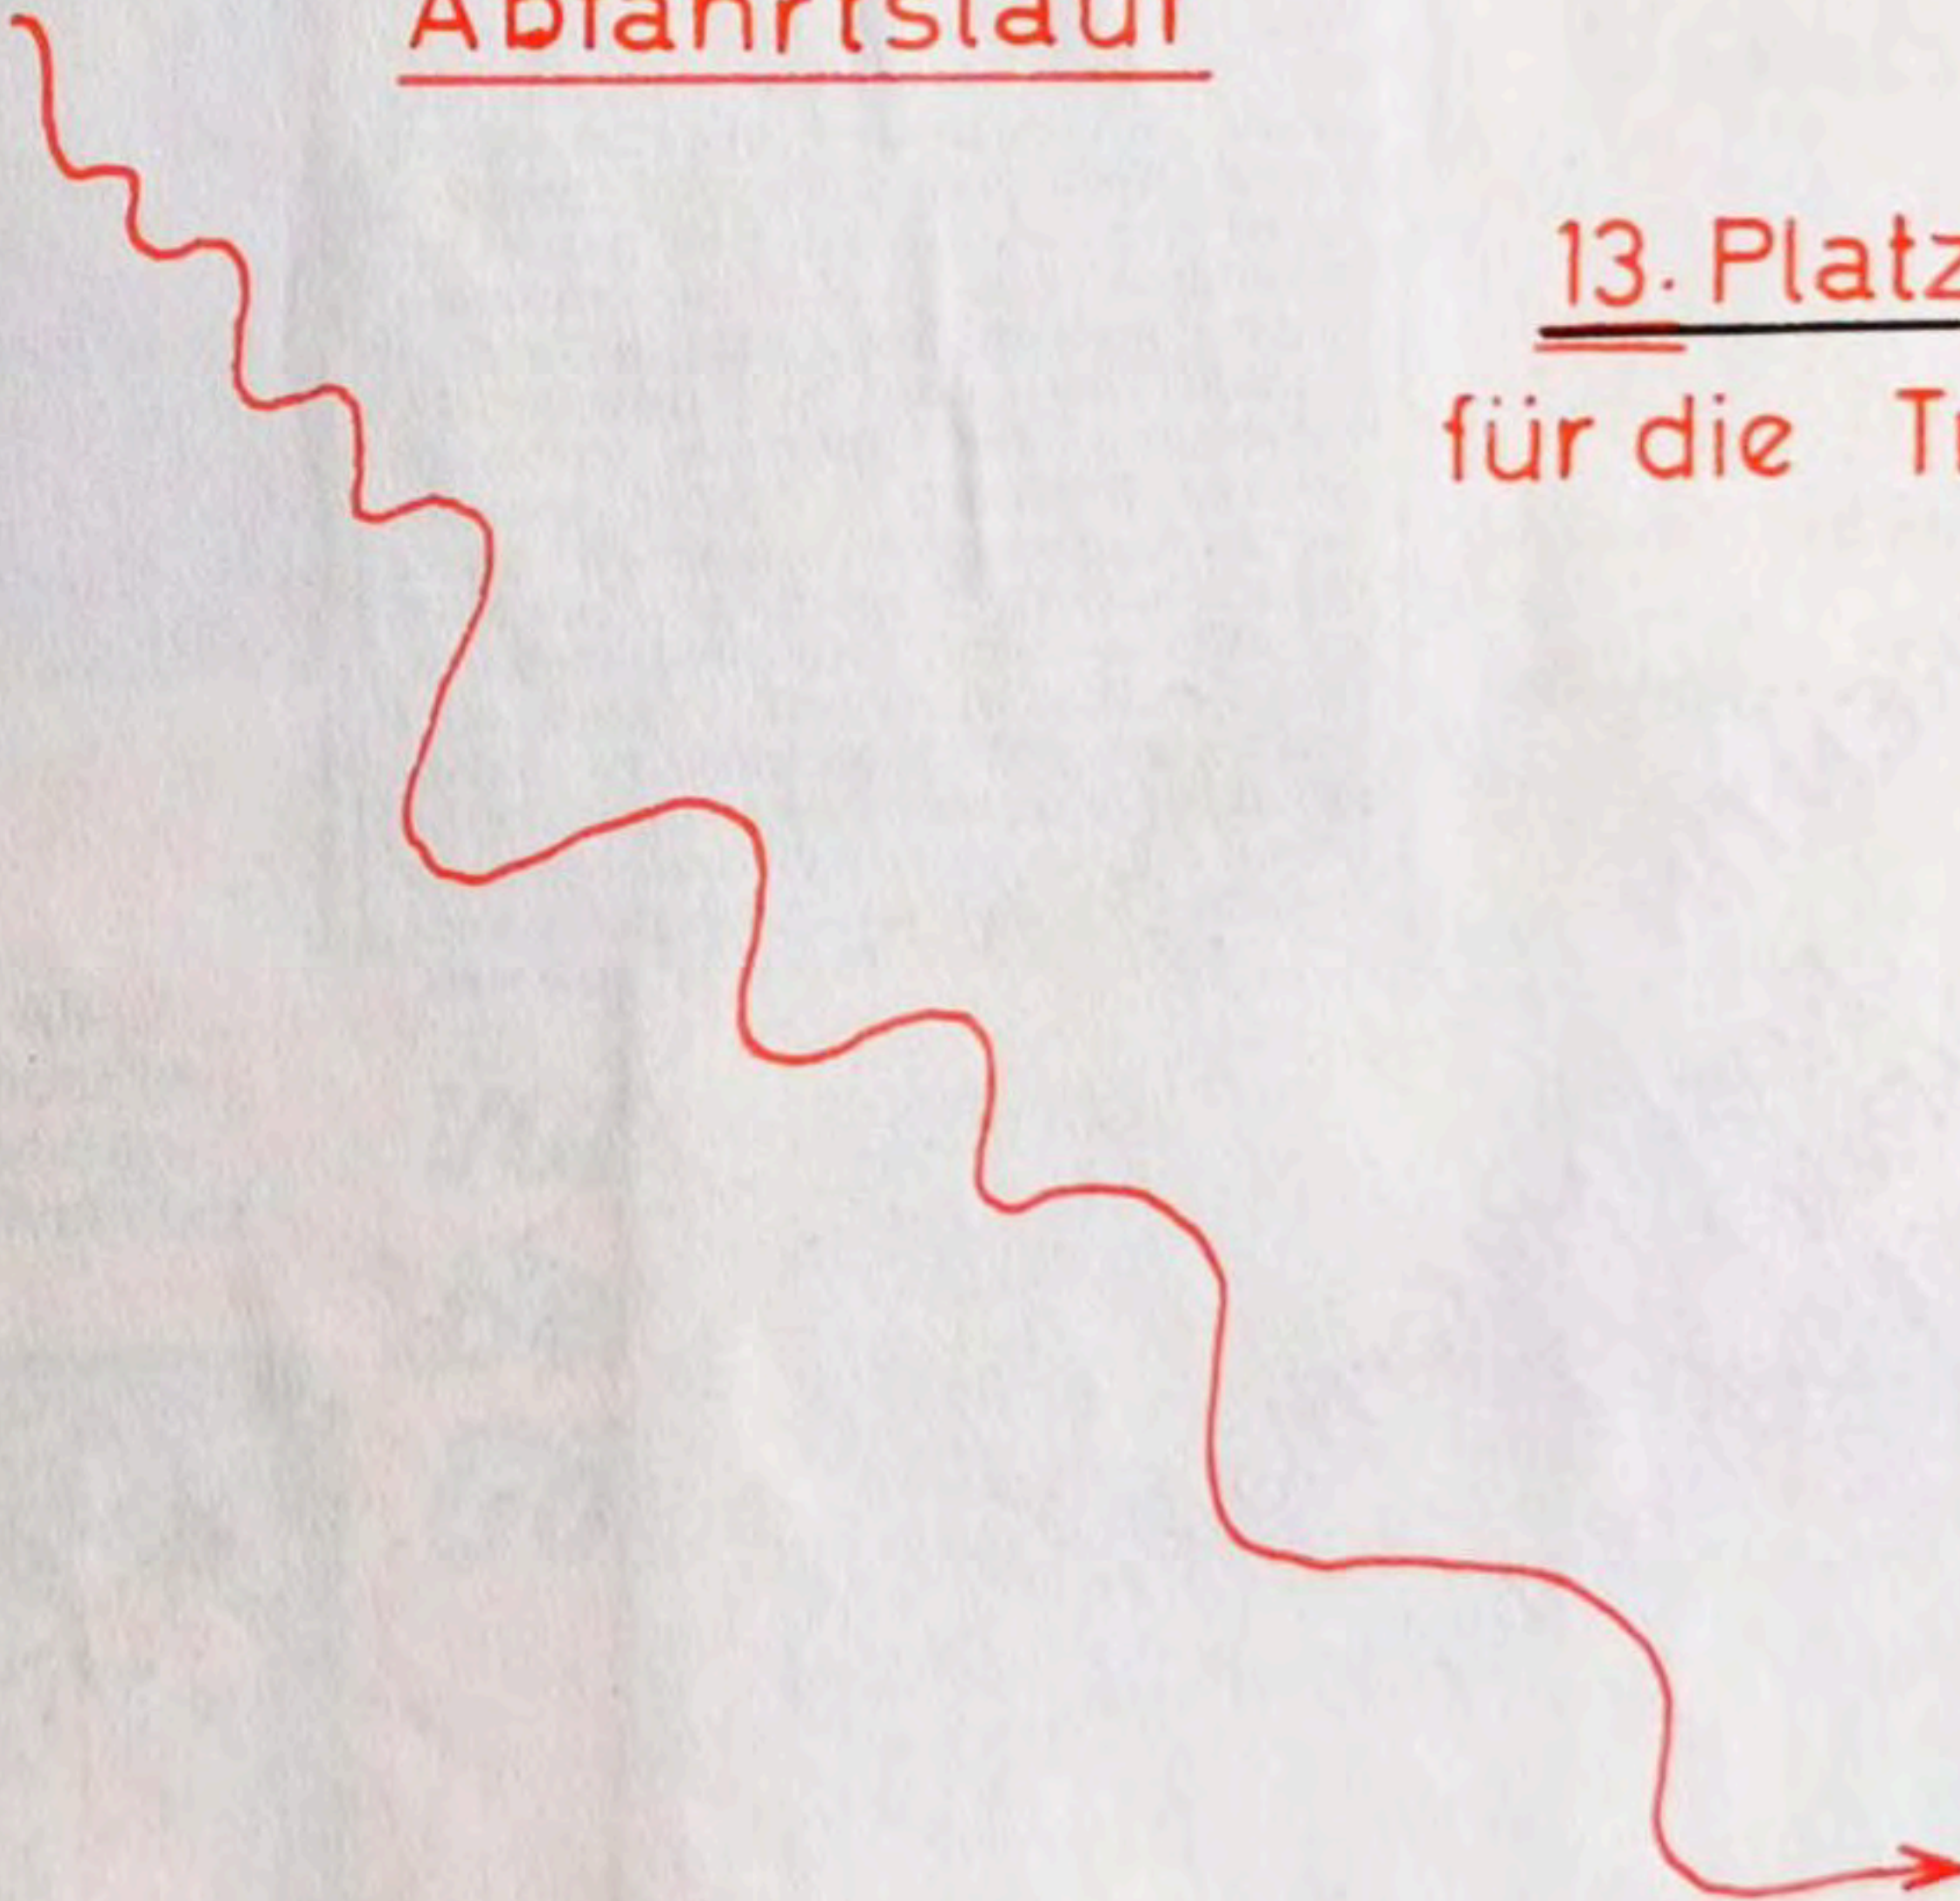 Abfahrtslauf
13. Platz
für die